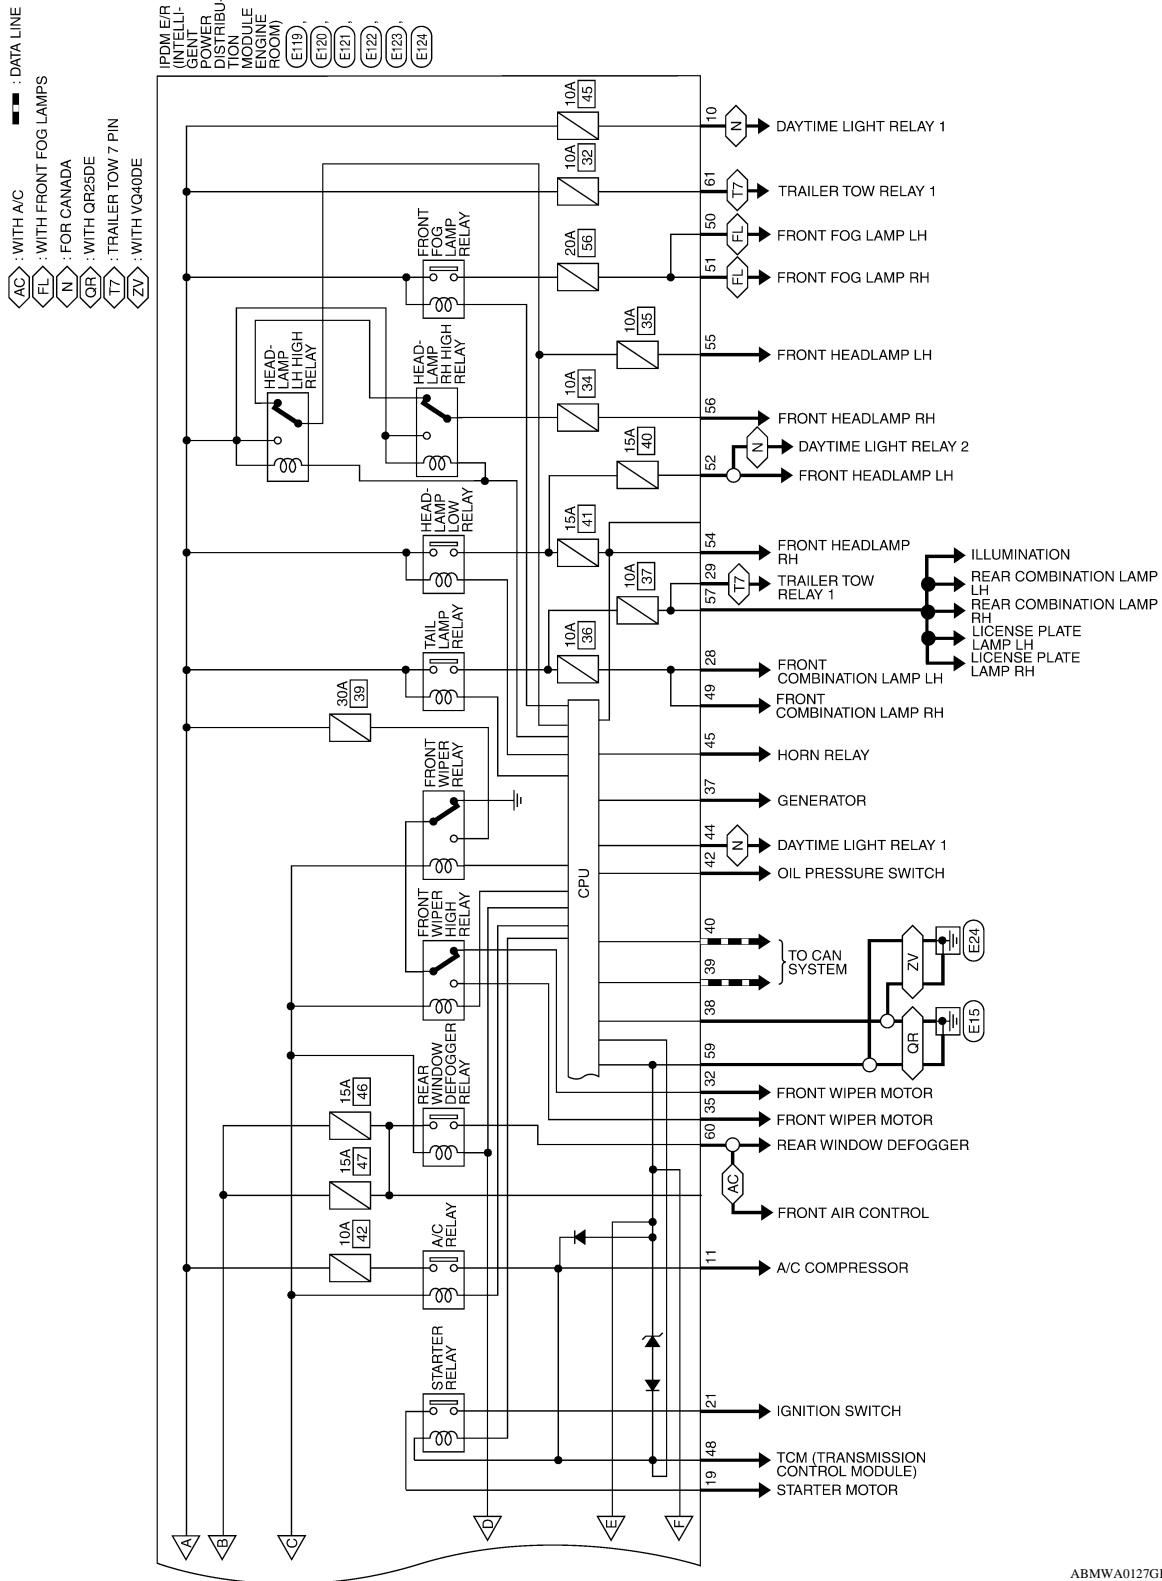 : DATA LINE
AC : WITH A/C
FL : WITH FRONT FOG LAMPS
N : FOR CANADA
QR : WITH QR25DE
T7 : TRAILER TOW 7 PIN
ZV : WITH VQ40DE
IPDM E/R
(INTELLI-
GENT
POWER
DISTRIBU-
TION
MODULE
ENGINE
ROOM)
E119 ,
E120 ,
E121 ,
E122 ,
E123 ,
E124
10A
45
10
N
DAYTIME LIGHT RELAY 1
10A
32
61
T7
TRAILER TOW RELAY 1
FRONT
FOG
LAMP
RELAY
20A
56
50
FL
FRONT FOG LAMP LH
51
FL
FRONT FOG LAMP RH
HEAD-
LAMP
LH HIGH
RELAY
HEAD-
LAMP
RH HIGH
RELAY
10A
35
55
FRONT HEADLAMP LH
10A
34
56
FRONT HEADLAMP RH
15A
40
52
N
DAYTIME LIGHT RELAY 2
FRONT HEADLAMP LH
HEAD-
LAMP
LOW
RELAY
15A
41
54
FRONT HEADLAMP
RH
10A
37
29
T7
TRAILER TOW
RELAY 1
57
ILLUMINATION
REAR COMBINATION LAMP
LH
REAR COMBINATION LAMP
RH
LICENSE PLATE
LAMP LH
LICENSE PLATE
LAMP RH
TAIL
LAMP
RELAY
10A
36
28
FRONT
COMBINATION LAMP LH
49
FRONT
COMBINATION LAMP RH
30A
39
45
HORN RELAY
FRONT
WIPER
RELAY
37
GENERATOR
44
N
DAYTIME LIGHT RELAY 1
42
OIL PRESSURE SWITCH
CPU
FRONT
WIPER
HIGH
RELAY
40
39
TO CAN
SYSTEM
ZV
E24
38
QR
E15
59
REAR
WINDOW
DEFOGGER
RELAY
32
FRONT WIPER MOTOR
35
FRONT WIPER MOTOR
15A
46
60
REAR WINDOW DEFOGGER
15A
47
AC
FRONT AIR CONTROL
10A
42
A/C
RELAY
11
A/C COMPRESSOR
STARTER
RELAY
21
IGNITION SWITCH
48
TCM (TRANSMISSION
CONTROL MODULE)
19
STARTER MOTOR
A
B
C
D
E
F